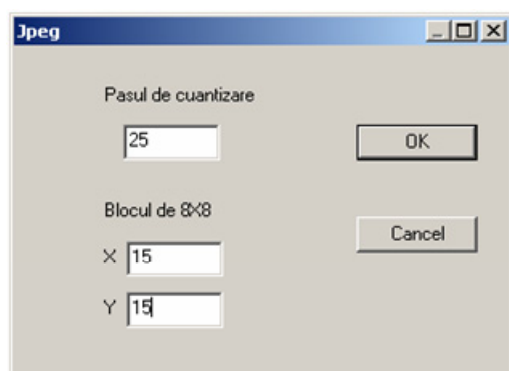 Jpeg
Pasul de cuantizare
25
OK
Blocul de 8X8
Cancel
X 15
Y 15